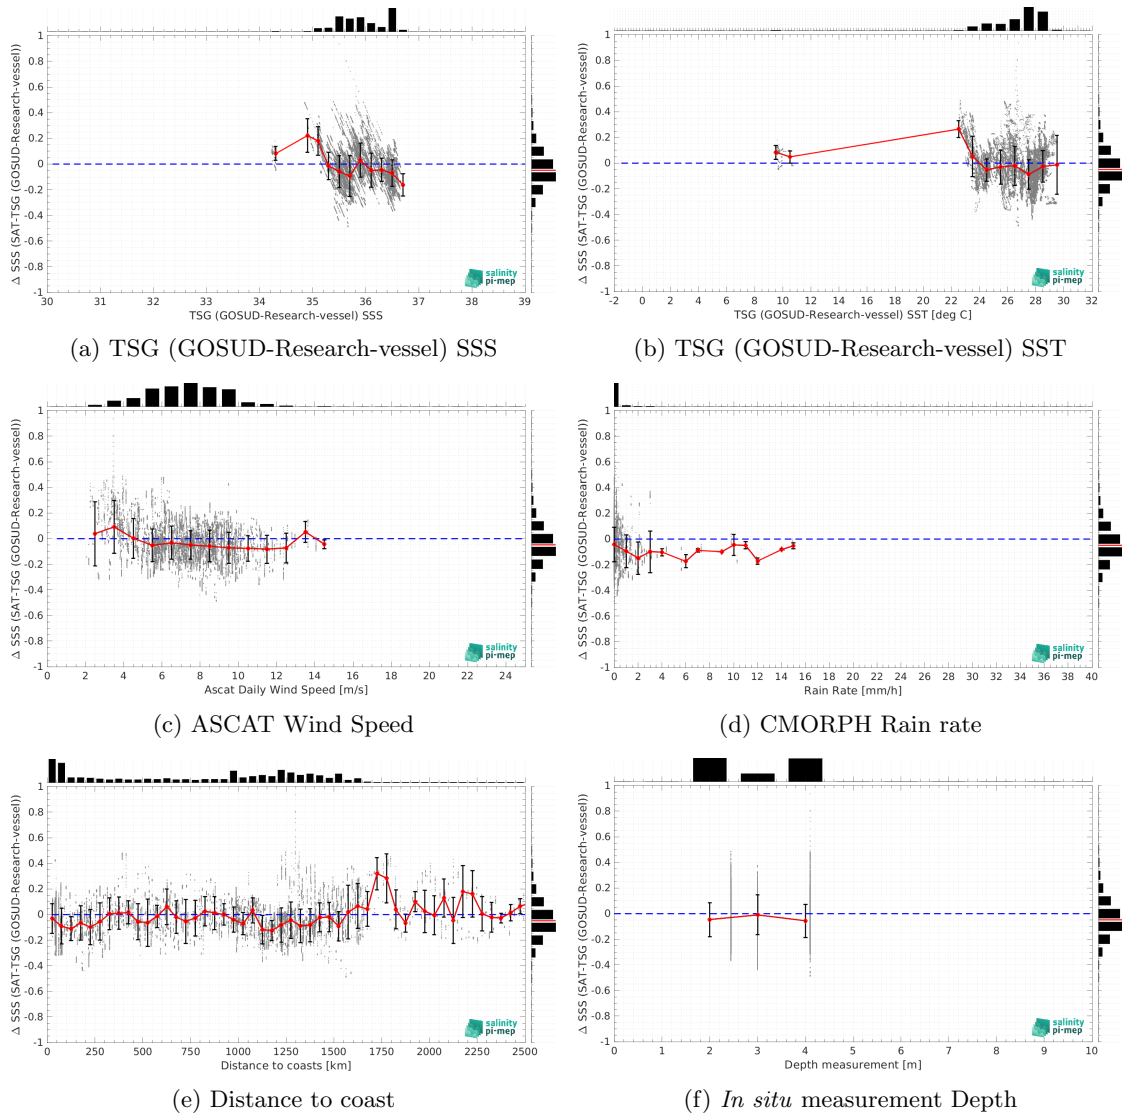 1
0.8
0.6
0.4
0.2
0
-0.2
-0.4
-0.6
-0.8
-1
Δ SSS (SAT-TSG (GOSUD-Research-vessel))
30 31 32 33 34 35 36 37 38 39
TSG (GOSUD-Research-vessel) SSS
salinity
pi-mep
(a) TSG (GOSUD-Research-vessel) SSS
1
0.8
0.6
0.4
0.2
0
-0.2
-0.4
-0.6
-0.8
-1
Δ SSS (SAT-TSG (GOSUD-Research-vessel))
-2 0 2 4 6 8 10 12 14 16 18 20 22 24 26 28 30 32
TSG (GOSUD-Research-vessel) SST [deg C]
salinity
pi-mep
(b) TSG (GOSUD-Research-vessel) SST
1
0.8
0.6
0.4
0.2
0
-0.2
-0.4
-0.6
-0.8
-1
Δ SSS (SAT-TSG (GOSUD-Research-vessel))
0 2 4 6 8 10 12 14 16 18 20 22 24
Ascat Daily Wind Speed [m/s]
salinity
pi-mep
(c) ASCAT Wind Speed
1
0.8
0.6
0.4
0.2
0
-0.2
-0.4
-0.6
-0.8
-1
Δ SSS (SAT-TSG (GOSUD-Research-vessel))
0 2 4 6 8 10 12 14 16 18 20 22 24 26 28 30 32 34 36 38 40
Rain Rate [mm/h]
salinity
pi-mep
(d) CMORPH Rain rate
1
0.8
0.6
0.4
0.2
0
-0.2
-0.4
-0.6
-0.8
-1
Δ SSS (SAT-TSG (GOSUD-Research-vessel))
0 250 500 750 1000 1250 1500 1750 2000 2250 2500
Distance to coasts [km]
salinity
pi-mep
(e) Distance to coast
1
0.8
0.6
0.4
0.2
0
-0.2
-0.4
-0.6
-0.8
-1
Δ SSS (SAT-TSG (GOSUD-Research-vessel))
0 1 2 3 4 5 6 7 8 9 10
Depth measurement [m]
salinity
pi-mep
(f) In situ measurement Depth